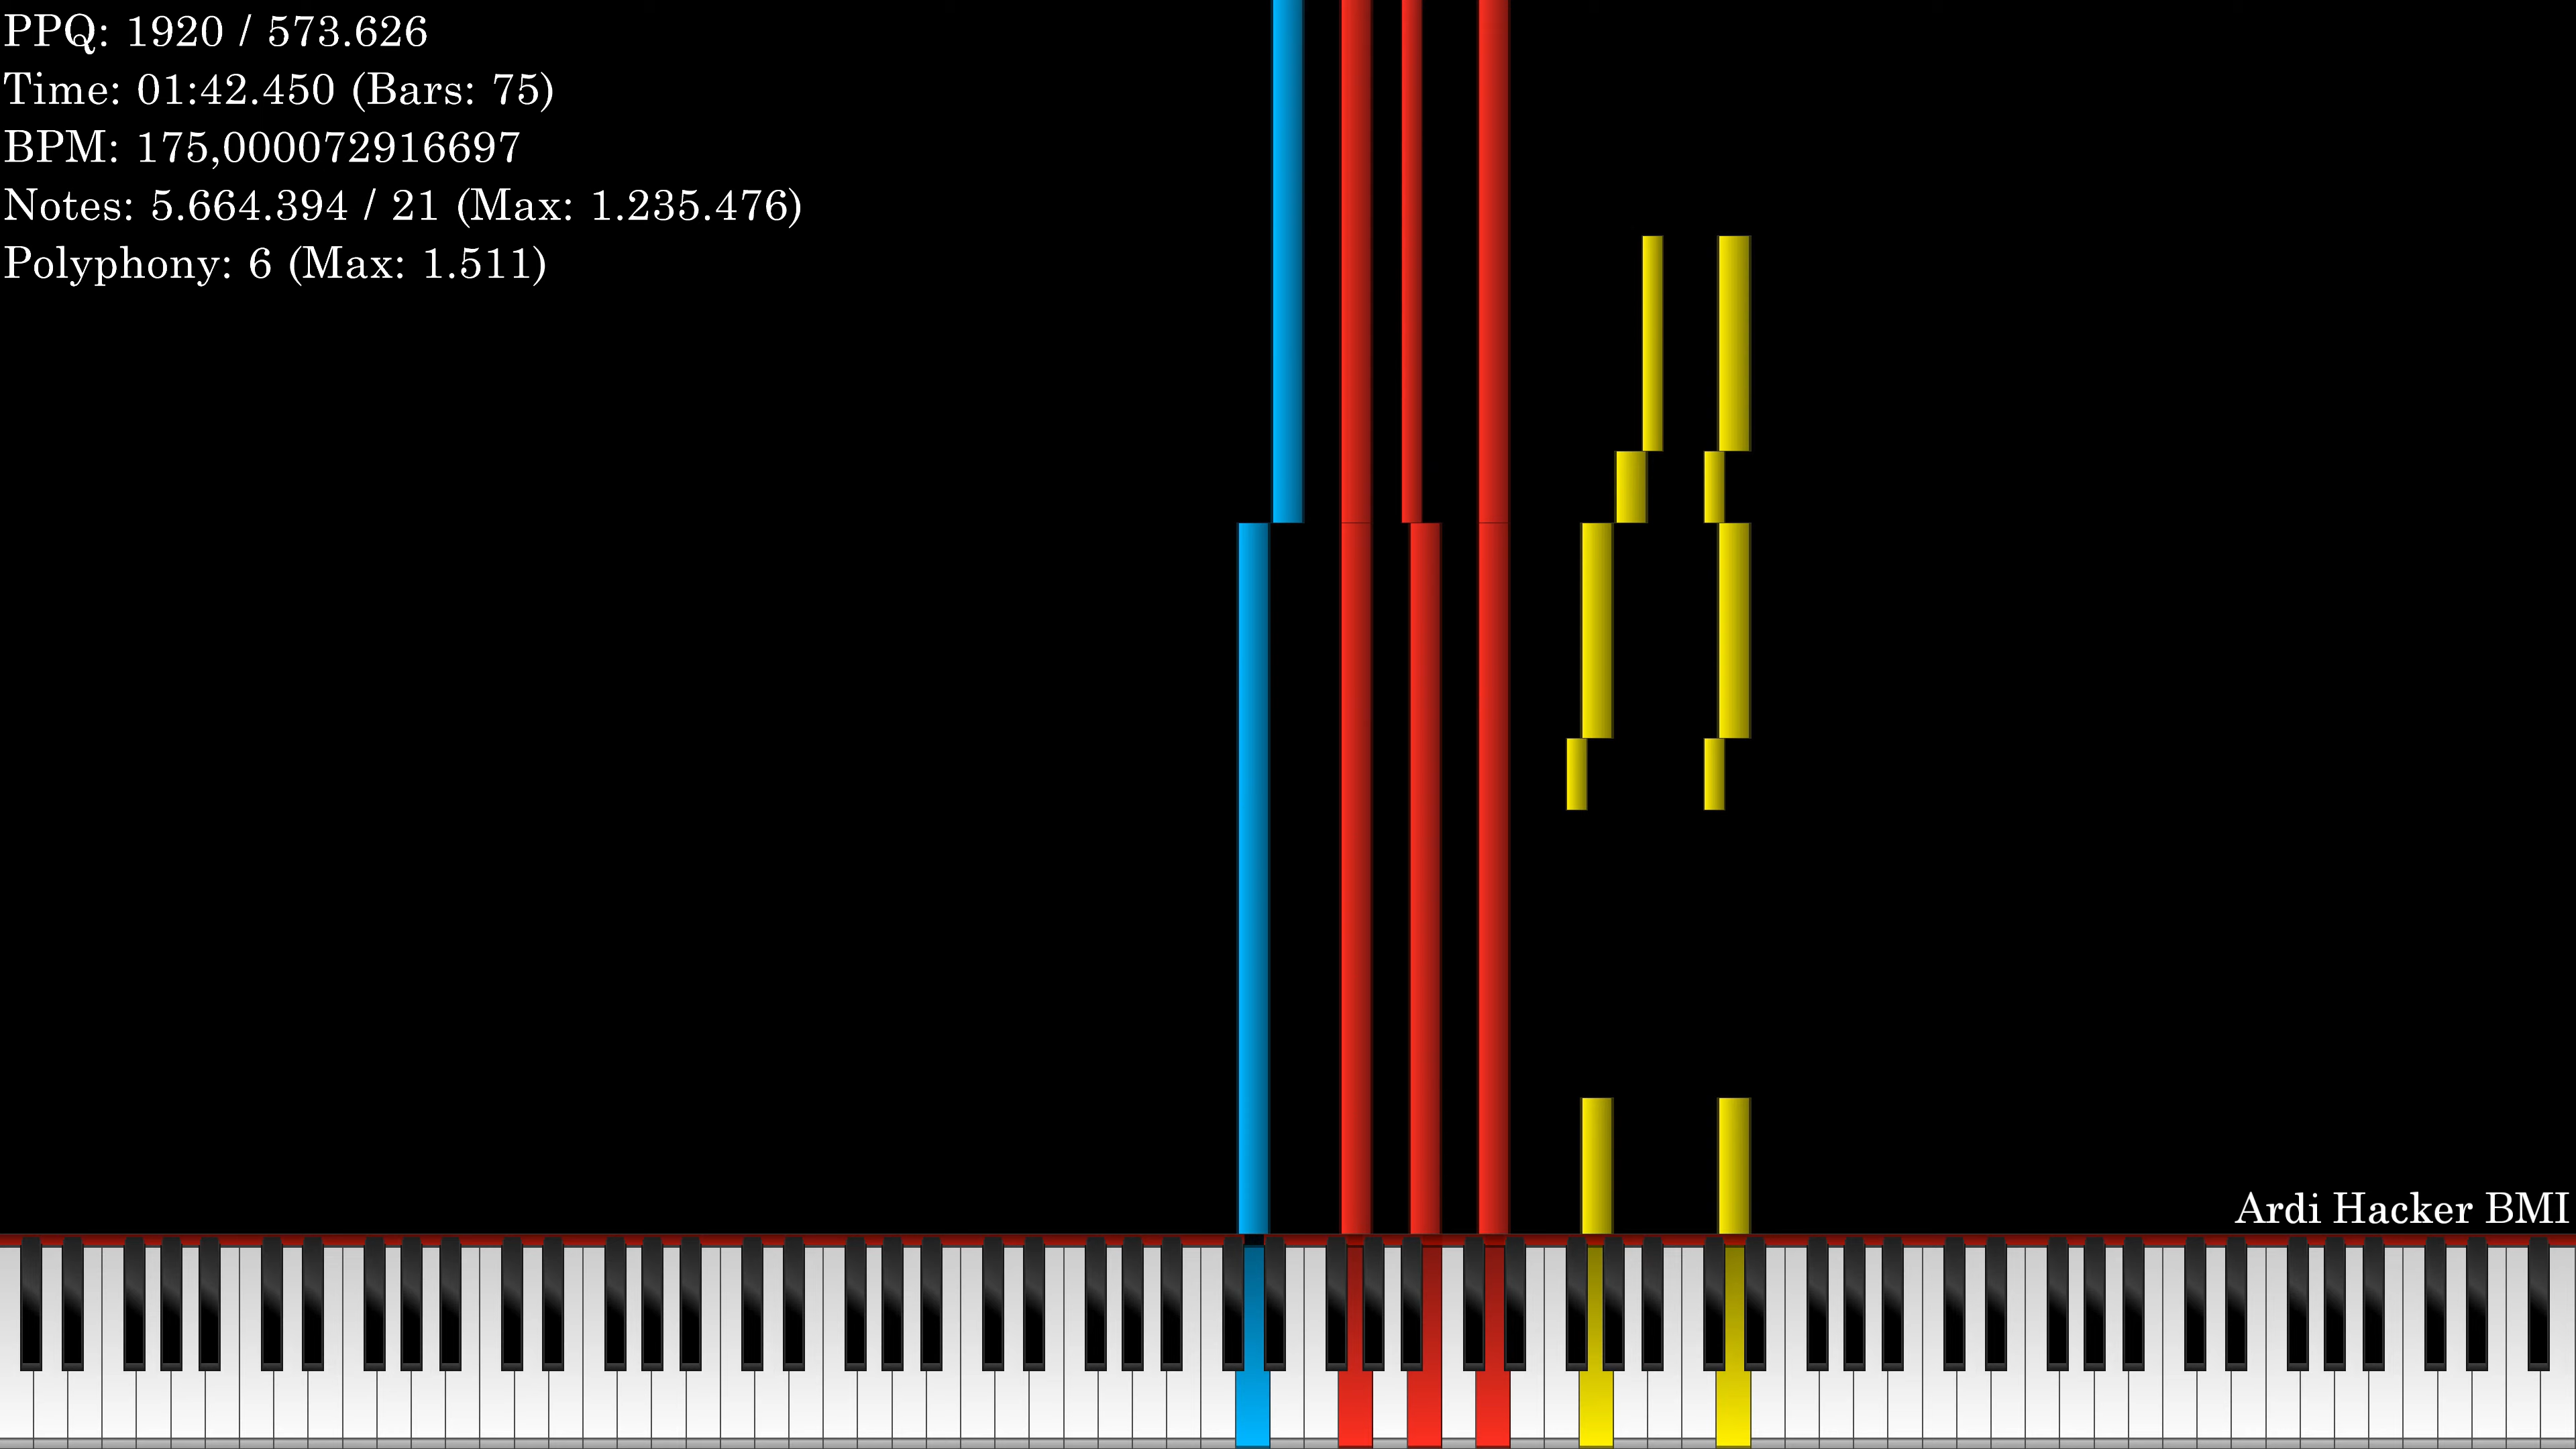 PPQ: 1920 / 573.626
Time: 01:42.450 (Bars: 75)
BPM: 175,000072916697
Notes: 5.664.394 / 21 (Max: 1.235.476)
Polyphony: 6 (Max: 1.511)
Ardi Hacker BMI